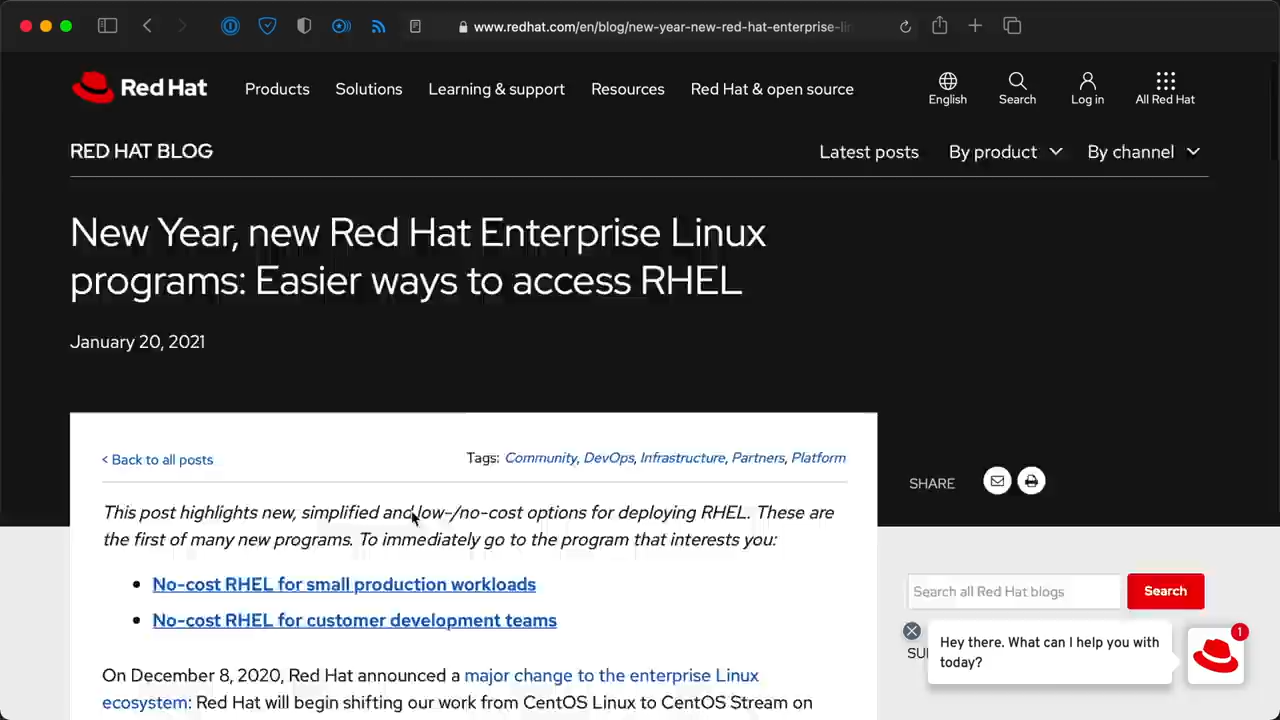 www.redhat.com/en/blog/new-year-new-red-hat-enterprise-li
Red Hat
Products
Solutions
Learning & support
Resources
Red Hat & open source
English
Search
Log in
All Red Hat
RED HAT BLOG
Latest posts
By product
By channel
New Year, new Red Hat Enterprise Linux
programs: Easier ways to access RHEL
January 20, 2021
< Back to all posts
Tags: Community, DevOps, Infrastructure, Partners, Platform
SHARE
This post highlights new, simplified and low-/no-cost options for deploying RHEL. These are
the first of many new programs. To immediately go to the program that interests you:
• No-cost RHEL for small production workloads
• No-cost RHEL for customer development teams
On December 8, 2020, Red Hat announced a major change to the enterprise Linux
ecosystem: Red Hat will begin shifting our work from CentOS Linux to CentOS Stream on
Search all Red Hat blogs
Search
SU
Hey there. What can I help you with
today?
1